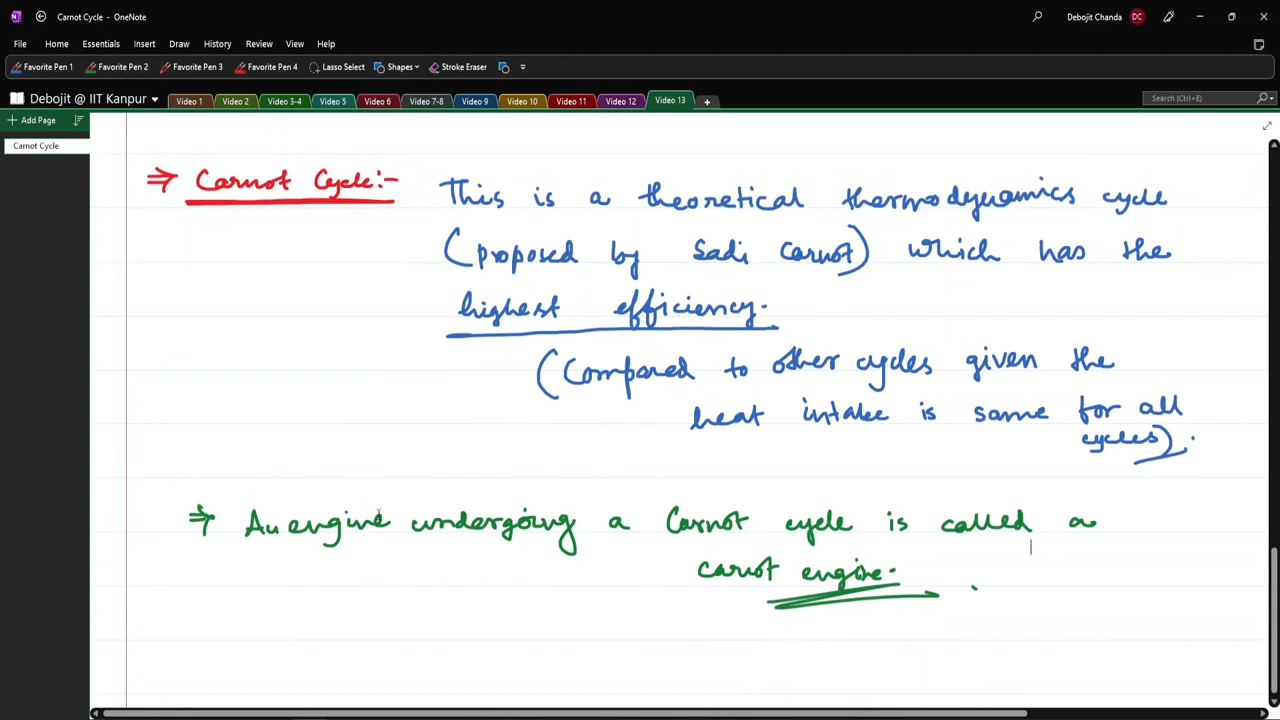 Carnot Cycle - OneNote
Debojit Chanda DC
File Home Essentials Insert Draw History Review View Help
Favorite Pen 1 Favorite Pen 2 Favorite Pen 3 Favorite Pen 4 Lasso Select Shapes Stroke Eraser
Debojit @ IIT Kanpur Video 1 Video 2 Video 3-4 Video 5 Video 6 Video 7-8 Video 9 Video 10 Video 11 Video 12 Video 13 + Search (Ctrl+E)
+ Add Page
Carnot Cycle
⇒ Carnot Cycle:- This is a theoretical thermodynamics cycle
(proposed by Sadi Carnot) which has the
highest efficiency.
(Compared to other cycles given the
heat intake is same for all
cycles).
⇒ An engine undergoing a Carnot cycle is called a
carnot engine.